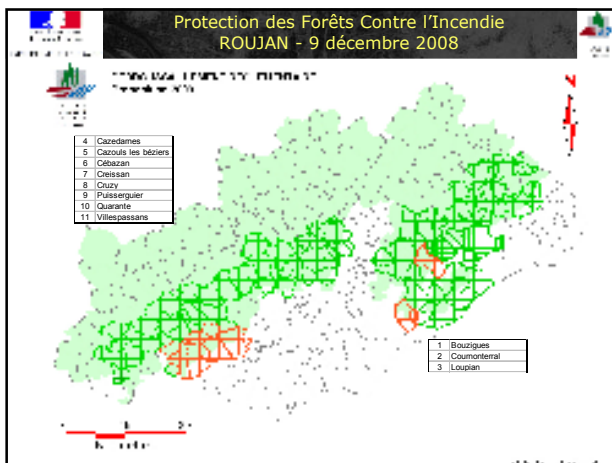 Protection des Forêts Contre l'Incendie
ROUJAN - 9 décembre 2008
4 Cazedames
5 Cazouls les béziers
6 Cébazan
7 Creissan
8 Cruzy
9 Puisserguier
10 Quarante
11 Villespassans
1 Bouzigues
2 Cournonterral
3 Loupian